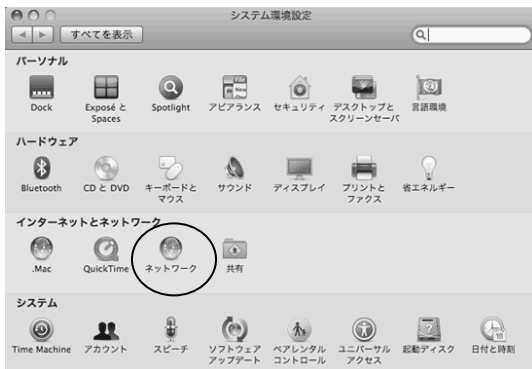 システム環境設定
すべてを表示
パーソナル
Dock
Exposé と
Spaces
Spotlight
アピアランス
セキュリティ
デスクトップと
スクリーンセーバ
言語環境
ハードウェア
Bluetooth
CD と DVD
キーボードと
マウス
サウンド
ディスプレイ
プリントと
ファクス
省エネルギー
インターネットとネットワーク
.Mac
QuickTime
ネットワーク
共有
システム
Time Machine
アカウント
スピーチ
ソフトウェア
アップデート
ペアレンタル
コントロール
ユニバーサル
アクセス
起動ディスク
日付と時刻